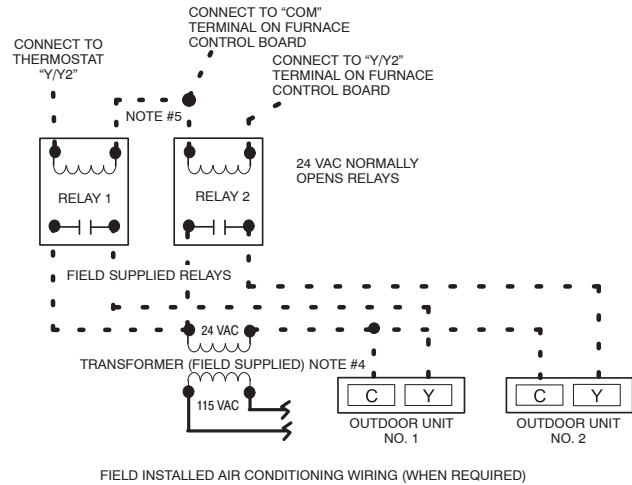 CONNECT TO “COM”
TERMINAL ON FURNACE
CONTROL BOARD
CONNECT TO
THERMOSTAT
“Y/Y2”
CONNECT TO “Y/Y2”
TERMINAL ON FURNACE
CONTROL BOARD
NOTE #5
24 VAC NORMALLY
OPENS RELAYS
RELAY 1
RELAY 2
FIELD SUPPLIED RELAYS
24 VAC
TRANSFORMER (FIELD SUPPLIED) NOTE #4
115 VAC
C Y
C Y
OUTDOOR UNIT
NO. 1
OUTDOOR UNIT
NO. 2
FIELD INSTALLED AIR CONDITIONING WIRING (WHEN REQUIRED)